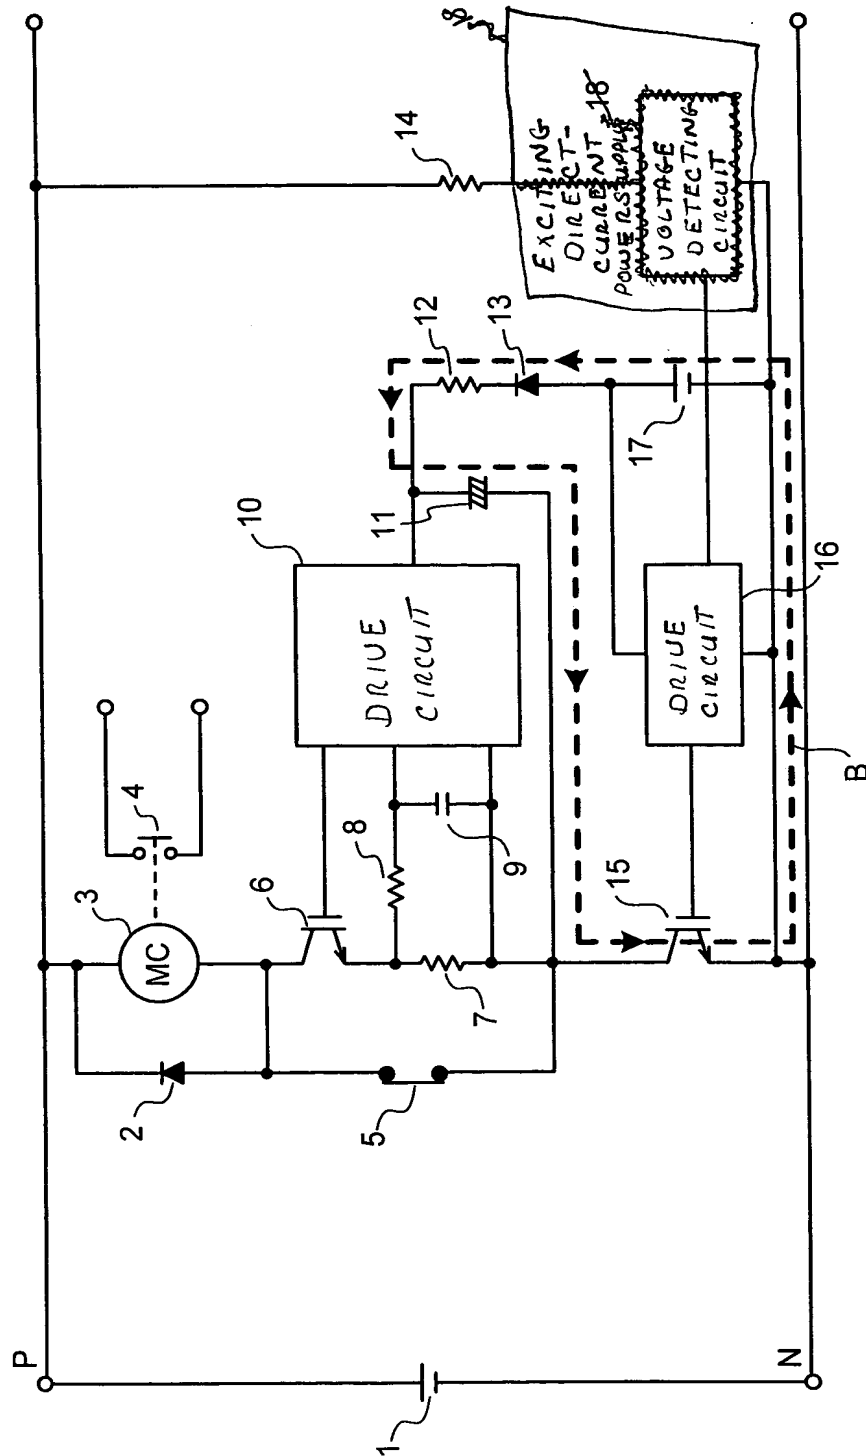 P
N
1
2
3
MC
4
5
6
7
8
9
10
DRIVE
CIRCUIT
11
12
13
14
15
DRIVE
CIRCUIT
16
17
B
EXCITING
DIRECT-
CURRENT
POWER SUPPLY
18
VOLTAGE
DETECTING
CIRCUIT